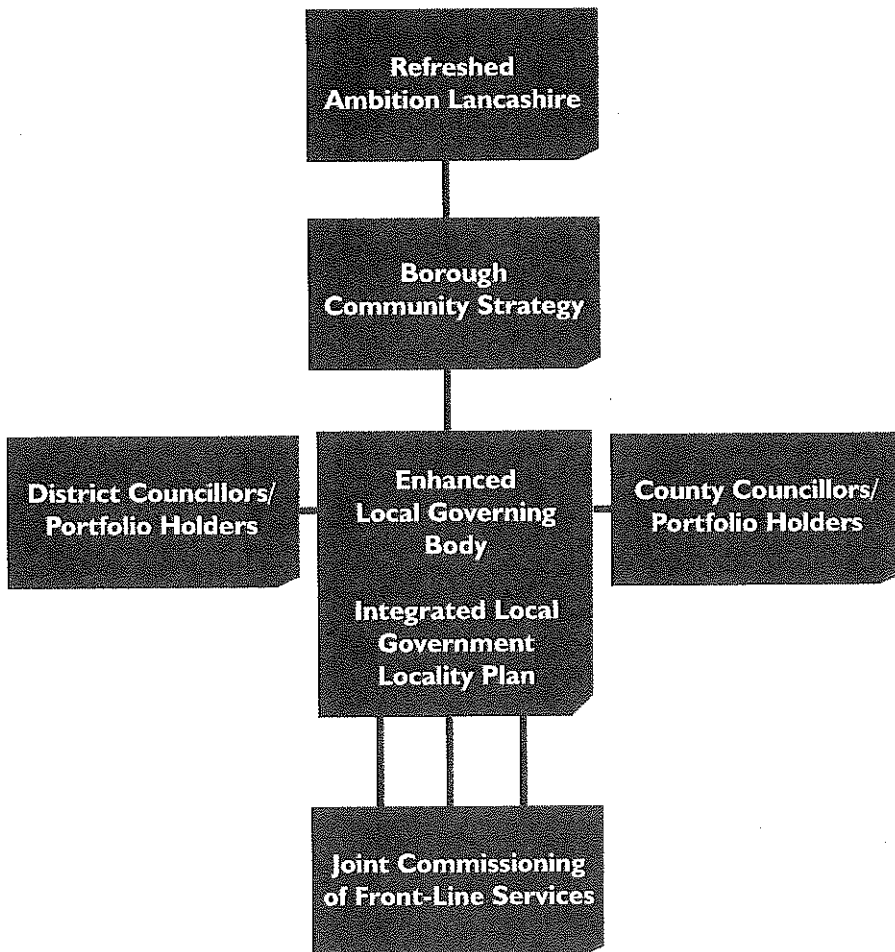 Refreshed
Ambition Lancashire
Borough
Community Strategy
District Councillors/
Portfolio Holders
Enhanced
Local Governing
Body
Integrated Local
Government
Locality Plan
County Councillors/
Portfolio Holders
Joint Commissioning
of Front-Line Services